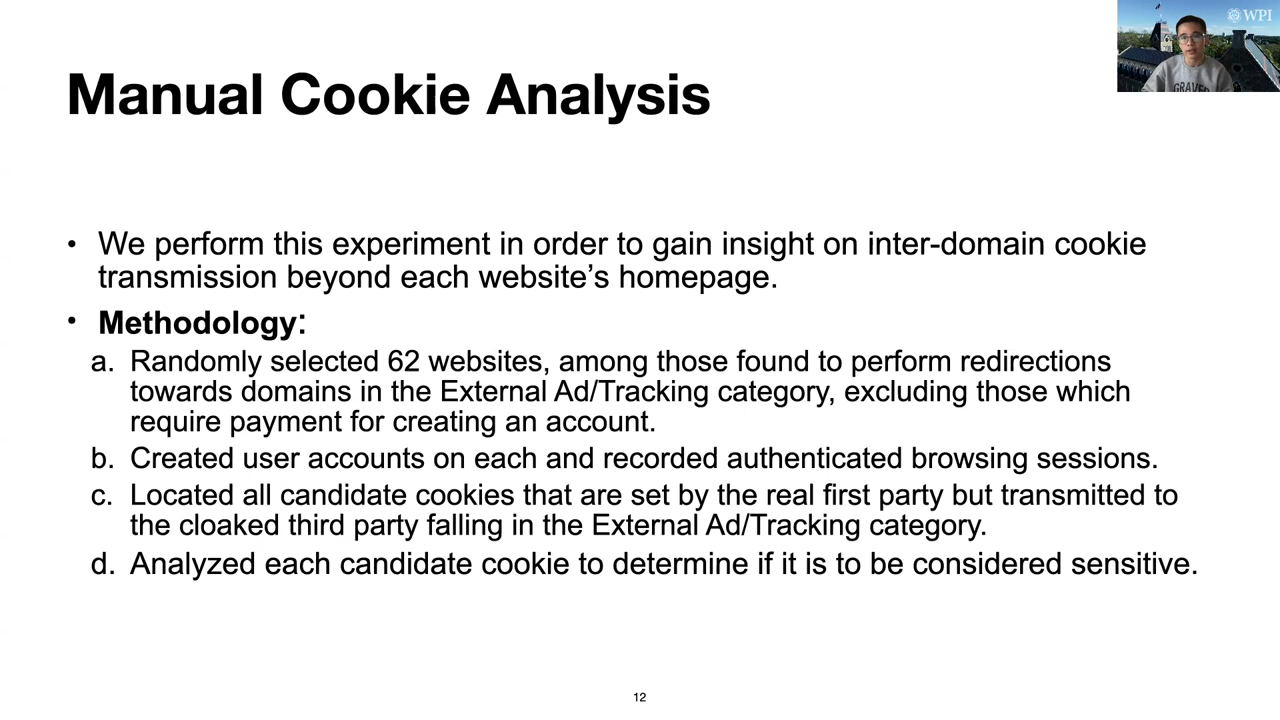 WPI
GRAVE
Manual Cookie Analysis
• We perform this experiment in order to gain insight on inter-domain cookie
transmission beyond each website’s homepage.
• Methodology:
a. Randomly selected 62 websites, among those found to perform redirections
towards domains in the External Ad/Tracking category, excluding those which
require payment for creating an account.
b. Created user accounts on each and recorded authenticated browsing sessions.
c. Located all candidate cookies that are set by the real first party but transmitted to
the cloaked third party falling in the External Ad/Tracking category.
d. Analyzed each candidate cookie to determine if it is to be considered sensitive.
12